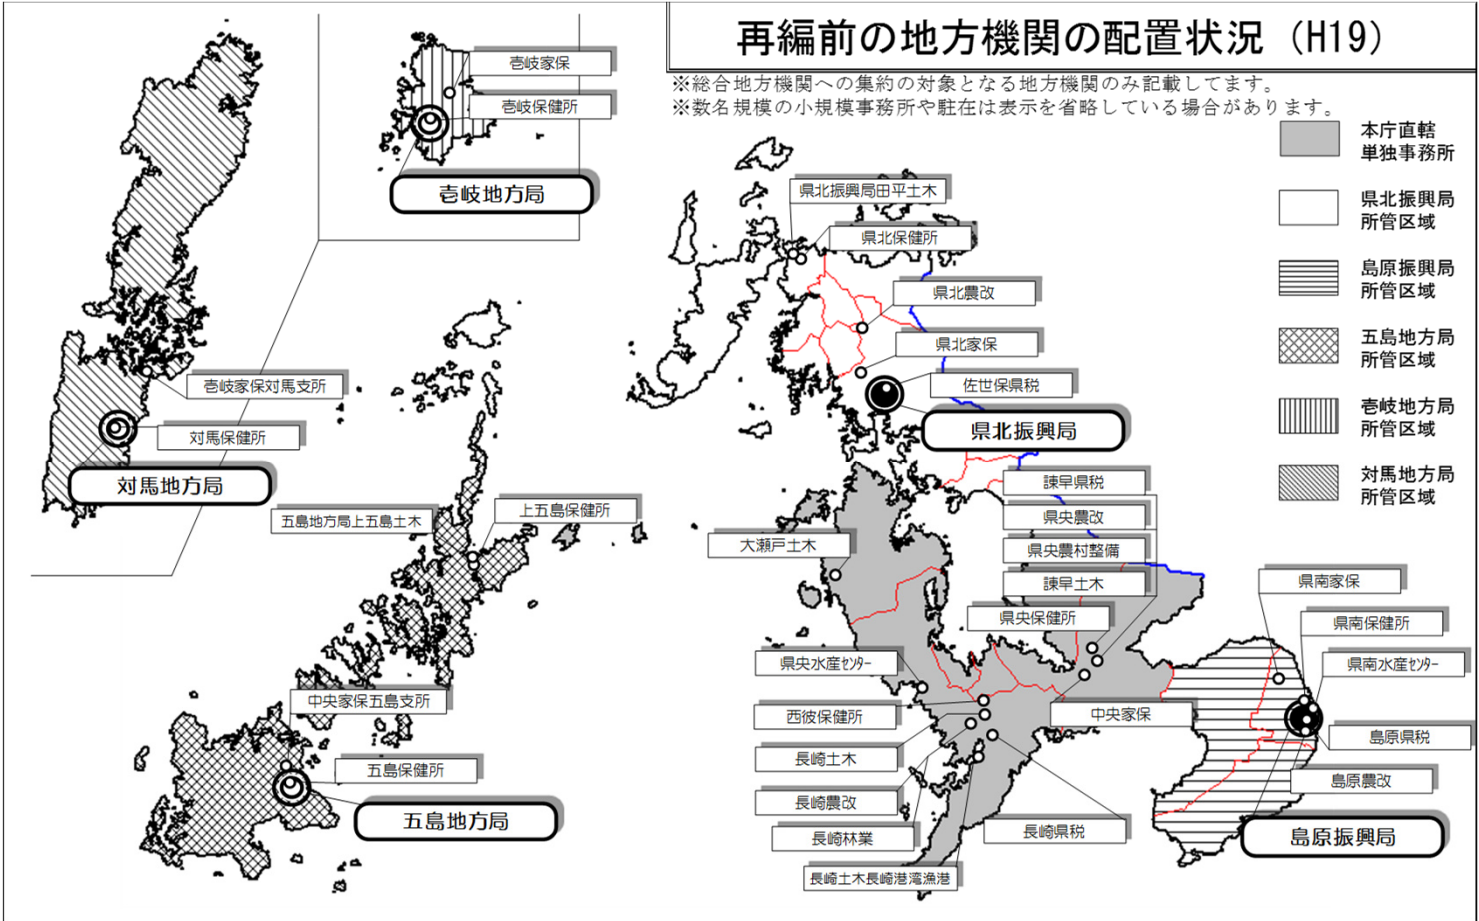 再編前の地方機関の配置状況（H19）
※総合地方機関への集約の対象となる地方機関のみ記載してます。
※数名規模の小規模事務所や駐在は表示を省略している場合があります。
本庁直轄
単独事務所
県北振興局
所管区域
島原振興局
所管区域
五島地方局
所管区域
壱岐地方局
所管区域
対馬地方局
所管区域
壱岐家保
壱岐保健所
壱岐地方局
壱岐家保対馬支所
対馬保健所
対馬地方局
県北振興局田平土木
県北保健所
県北農改
県北家保
佐世保県税
県北振興局
五島地方局上五島土木
上五島保健所
中央家保五島支所
五島保健所
五島地方局
大瀬戸土木
諫早県税
県央農改
県央農村整備
諫早土木
県央保健所
県央水産センター
西彼保健所
長崎土木
長崎農改
長崎林業
長崎土木長崎港湾漁港
長崎県税
中央家保
県南家保
県南保健所
県南水産センター
島原県税
島原農改
島原振興局